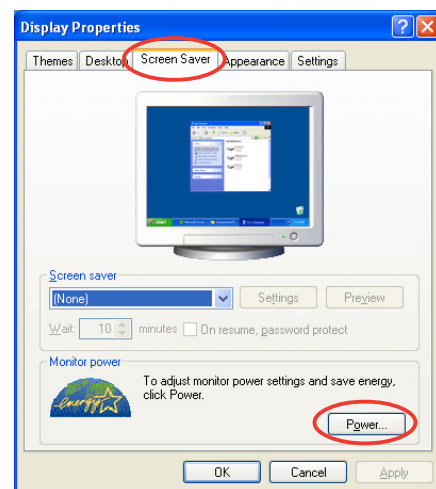 Display Properties
Themes Desktop Screen Saver Appearance Settings
start
Screen saver
(None) Settings Preview
Wait: 10 minutes On resume, password protect
Monitor power
energy
To adjust monitor power settings and save energy,
click Power.
Power...
OK Cancel Apply